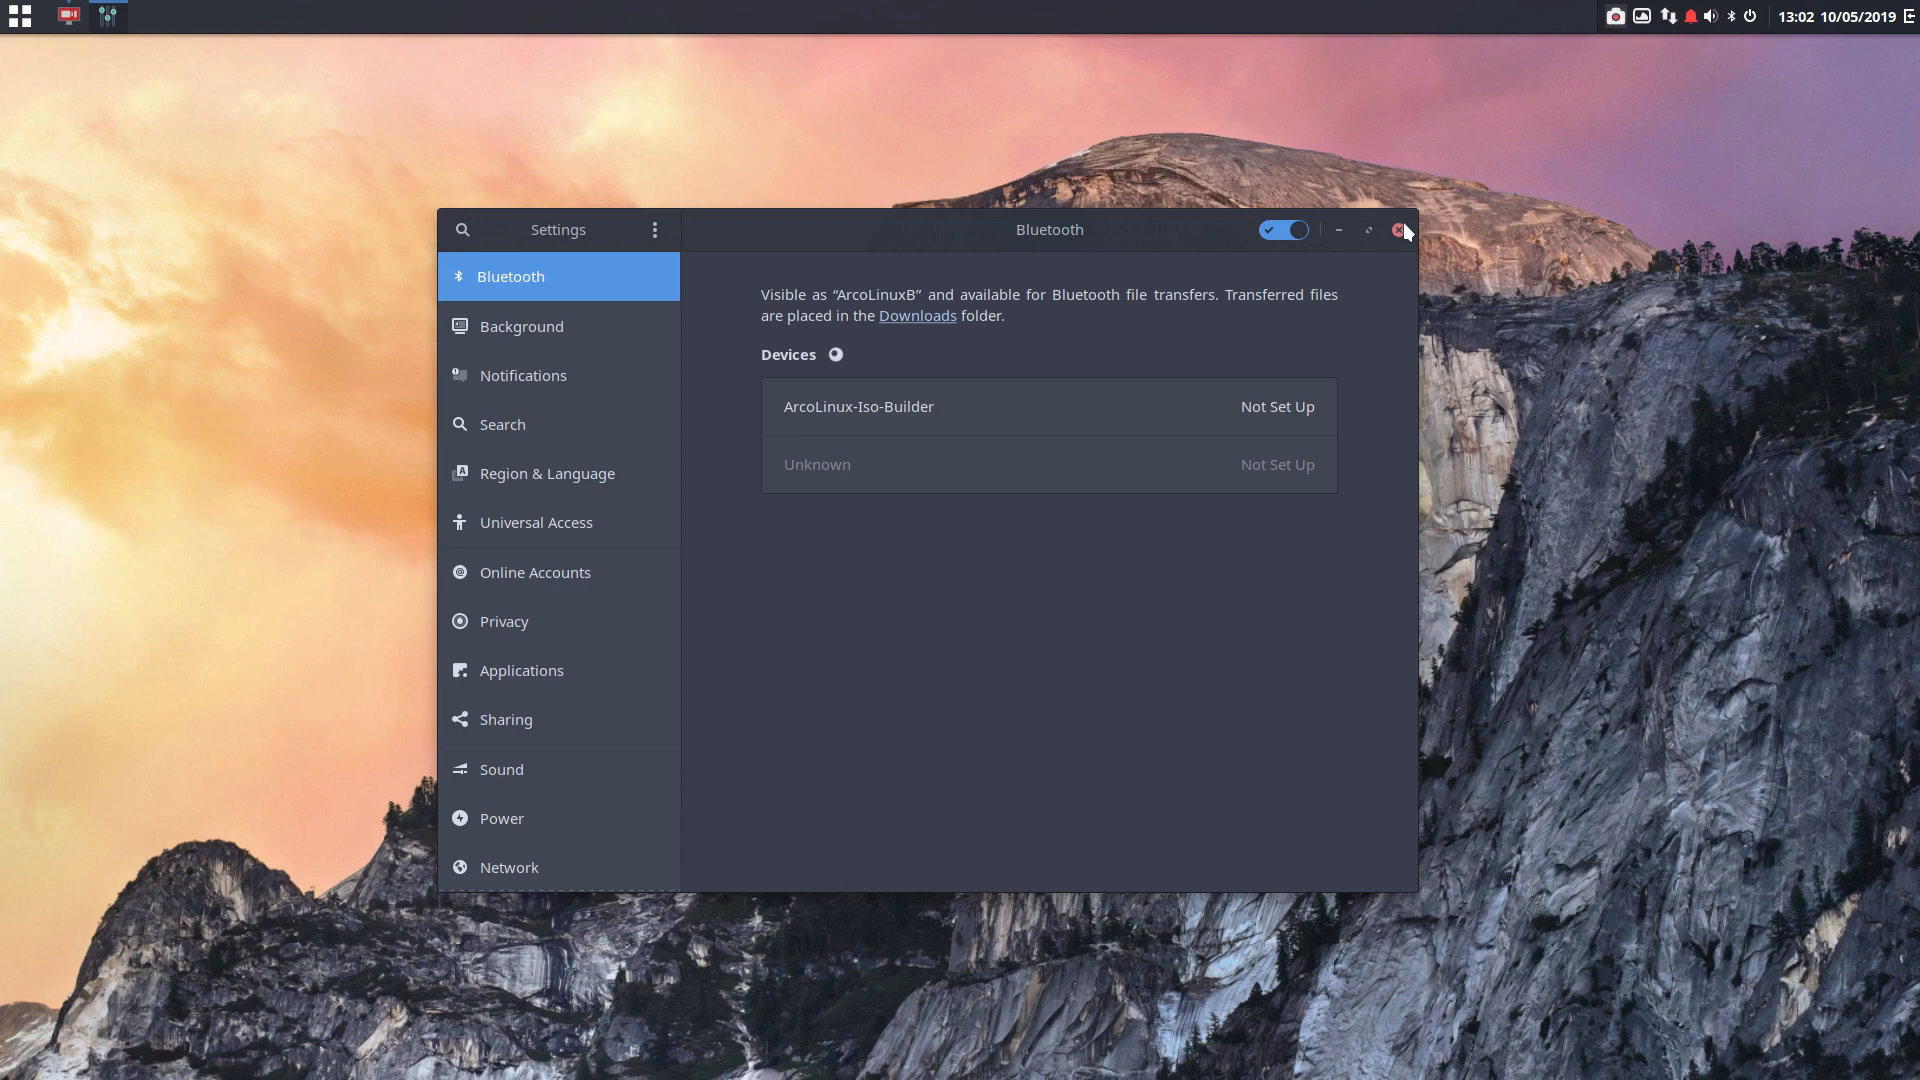 13:02 10/05/2019
Settings
Bluetooth
Bluetooth
Background
Notifications
Search
Region & Language
Universal Access
Online Accounts
Privacy
Applications
Sharing
Sound
Power
Network
Visible as “ArcoLinuxB” and available for Bluetooth file transfers. Transferred files
are placed in the Downloads folder.
Devices
ArcoLinux-Iso-Builder Not Set Up
Unknown Not Set Up